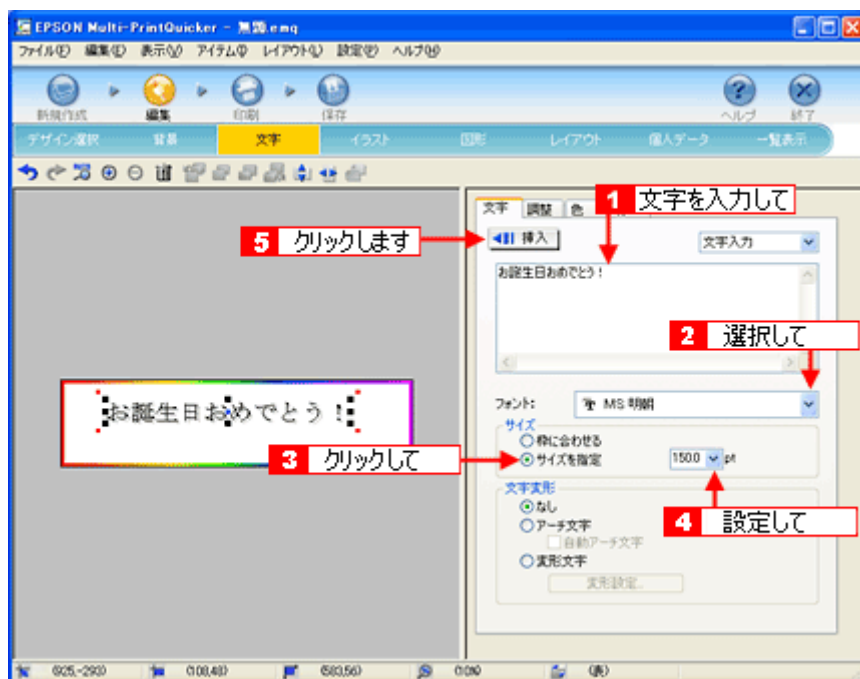 EPSON Multi-PrintQuicker - 無題.emq
ファイル(F) 編集(E) 表示(V) アイテム(I) レイアウト(L) 設定(P) ヘルプ(H)
新規作成 編集 印刷 保存 ヘルプ 終了
デザイン選択 背景 文字 イラスト 図形 レイアウト 個人データ 一覧表示
文字 調整 色
1 文字を入力して
5 クリックします
挿入 文字入力
お誕生日おめでとう!
2 選択して
フォント: MS 明朝
お誕生日おめでとう!
サイズ
枠に合わせる
3 クリックして
サイズを指定 150.0 pt
文字変形
なし
4 設定して
アーチ文字
自動アーチ文字
変形文字
変形設定...
(925,-293) (108,48) (583,56) (表)